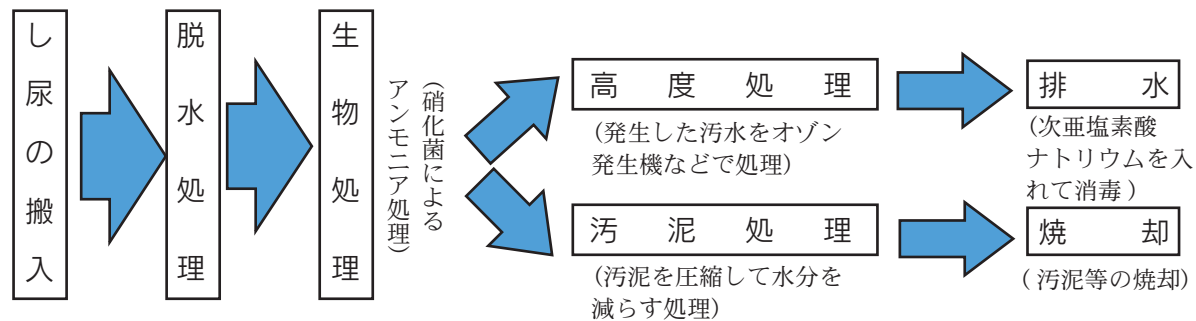 し尿の搬入
脱水処理
生物処理
(硝化菌による
アンモニア処理)
高度処理
(発生した汚水をオゾン
発生機などで処理)
排水
(次亜塩素酸
ナトリウムを入
れて消毒)
汚泥処理
(汚泥を圧縮して水分を
減らす処理)
焼却
(汚泥等の焼却)